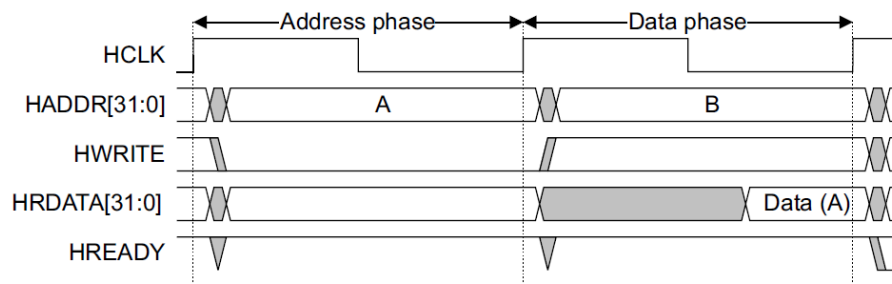 Address phase Data phase
HCLK
HADDR[31:0] A B
HWRITE
HRDATA[31:0] Data (A)
HREADY